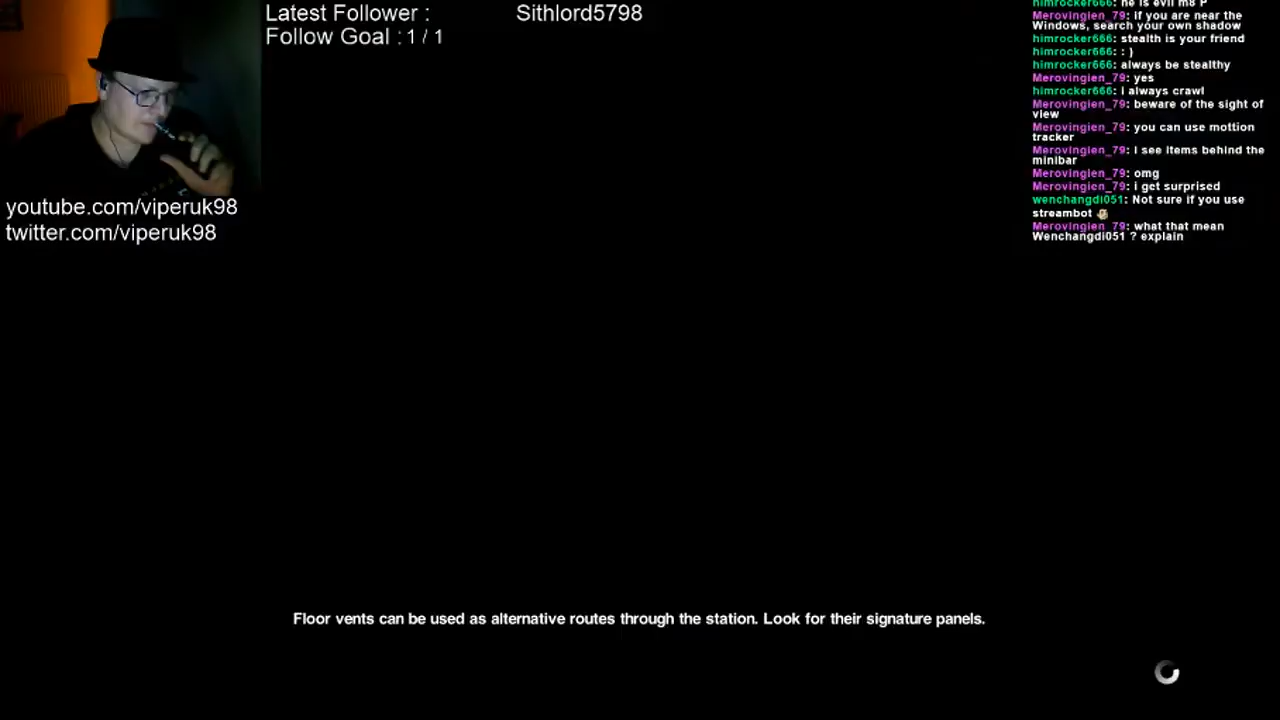 Latest Follower : Sithlord5798
Follow Goal : 1 / 1
youtube.com/viperuk98
twitter.com/viperuk98
himrocker666: he is evil m8 P
Merovingien_79: if you are near the
Windows, search your own shadow
himrocker666: stealth is your friend
himrocker666: : )
himrocker666: always be stealthy
Merovingien_79: yes
himrocker666: i always crawl
Merovingien_79: beware of the sight of
view
Merovingien_79: you can use mottion
tracker
Merovingien_79: i see items behind the
minibar
Merovingien_79: omg
Merovingien_79: i get surprised
wenchangdi051: Not sure if you use
streambot
Merovingien_79: what that mean
Wenchangdi051 ? explain
Floor vents can be used as alternative routes through the station. Look for their signature panels.